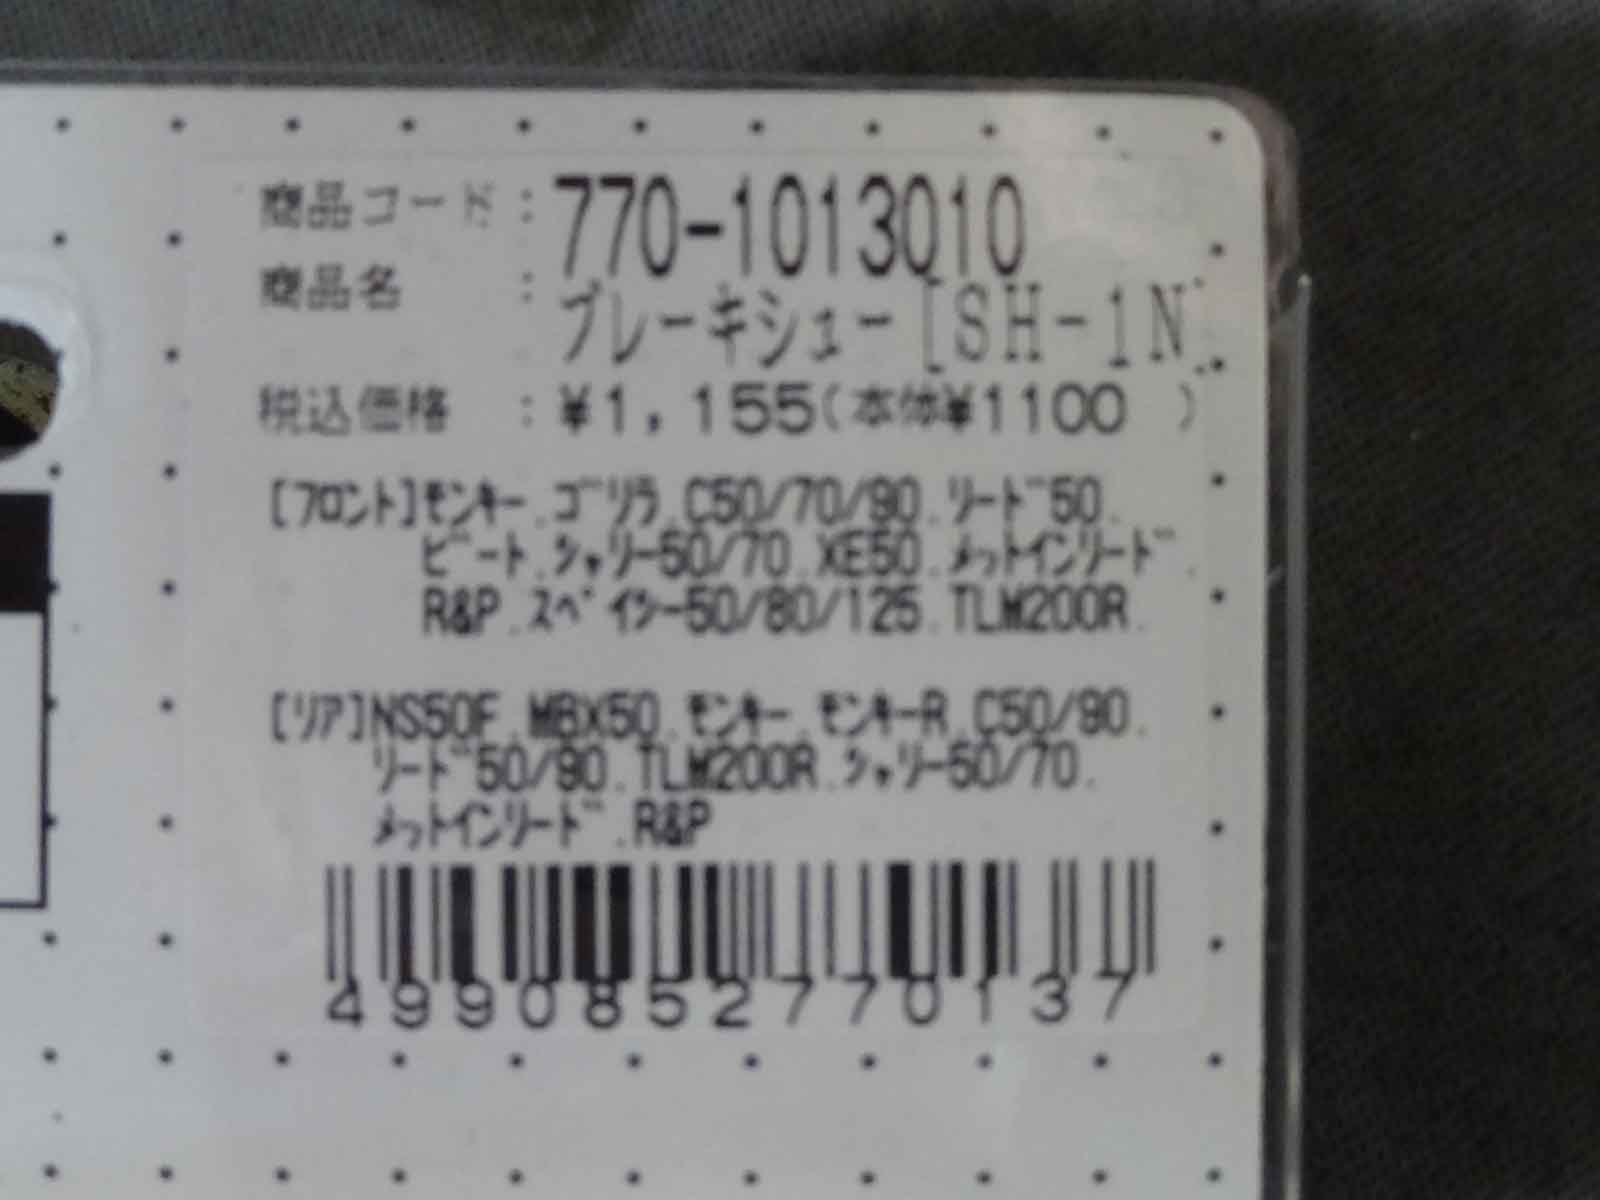 商品コード : 770-1013010
商品名 : ブレーキシュー[SH-1N]
税込価格 : ¥1,155(本体¥1100 )
[フロント]モンキー.ゴリラ.C50/70/90.リード50.
ビート.シャリー50/70.XE50.メットインリード.
R&P.スペイシー50/80/125.TLM200R.
[リア]NS50F.MBX50.モンキー.モンキーR.C50/90.
リード50/90.TLM200R.シャリー50/70.
メットインリード.R&P
4990852770137